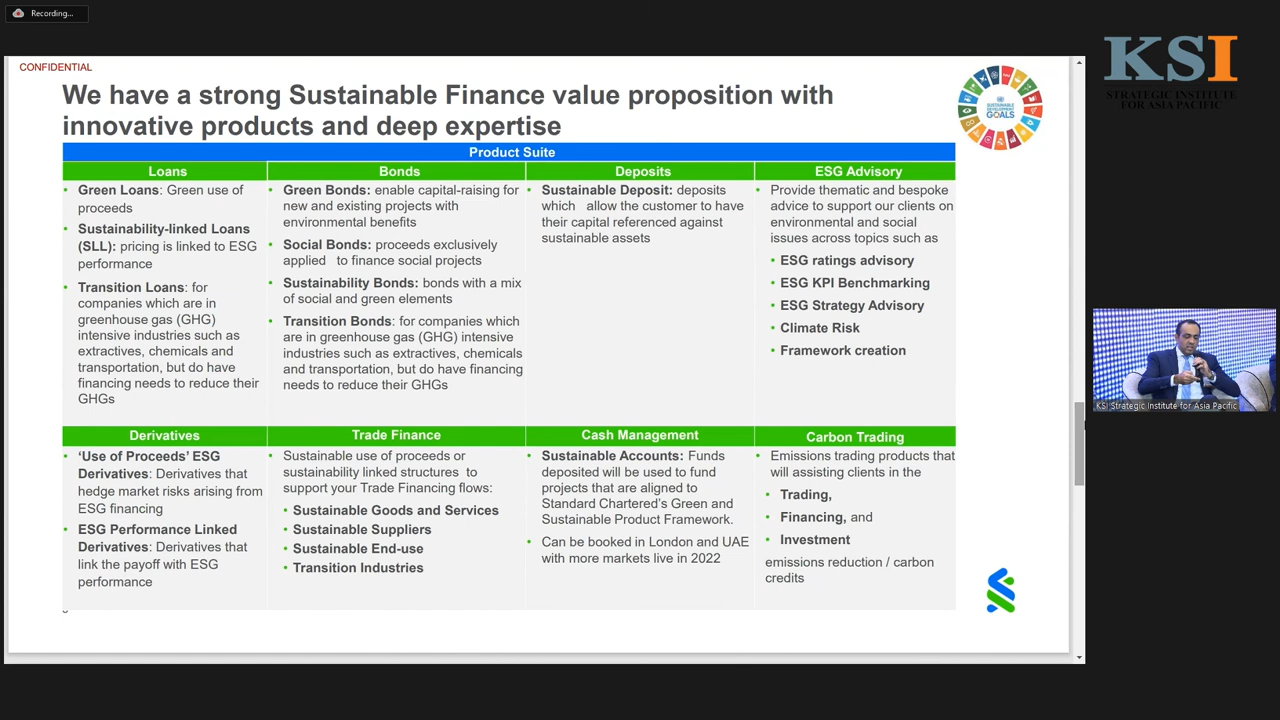 Recording...
CONFIDENTIAL
We have a strong Sustainable Finance value proposition with
innovative products and deep expertise
SUSTAINABLE
DEVELOPMENT
GOALS
KSI
STRATEGIC INSTITUTE
FOR ASIA PACIFIC
Product Suite
Loans
• Green Loans: Green use of
proceeds
• Sustainability-linked Loans
(SLL): pricing is linked to ESG
performance
• Transition Loans: for
companies which are in
greenhouse gas (GHG)
intensive industries such as
extractives, chemicals and
transportation, but do have
financing needs to reduce their
GHGs
Bonds
• Green Bonds: enable capital-raising for
new and existing projects with
environmental benefits
• Social Bonds: proceeds exclusively
applied to finance social projects
• Sustainability Bonds: bonds with a mix
of social and green elements
• Transition Bonds: for companies which
are in greenhouse gas (GHG) intensive
industries such as extractives, chemicals
and transportation, but do have financing
needs to reduce their GHGs
Deposits
• Sustainable Deposit: deposits
which allow the customer to have
their capital referenced against
sustainable assets
ESG Advisory
• Provide thematic and bespoke
advice to support our clients on
environmental and social
issues across topics such as
• ESG ratings advisory
• ESG KPI Benchmarking
• ESG Strategy Advisory
• Climate Risk
• Framework creation
Derivatives
• ‘Use of Proceeds’ ESG
Derivatives: Derivatives that
hedge market risks arising from
ESG financing
• ESG Performance Linked
Derivatives: Derivatives that
link the payoff with ESG
performance
Trade Finance
• Sustainable use of proceeds or
sustainability linked structures to
support your Trade Financing flows:
• Sustainable Goods and Services
• Sustainable Suppliers
• Sustainable End-use
• Transition Industries
Cash Management
• Sustainable Accounts: Funds
deposited will be used to fund
projects that are aligned to
Standard Chartered’s Green and
Sustainable Product Framework.
• Can be booked in London and UAE
with more markets live in 2022
Carbon Trading
• Emissions trading products that
will assisting clients in the
• Trading,
• Financing, and
• Investment
emissions reduction / carbon
credits
KSI Strategic Institute for Asia Pacific